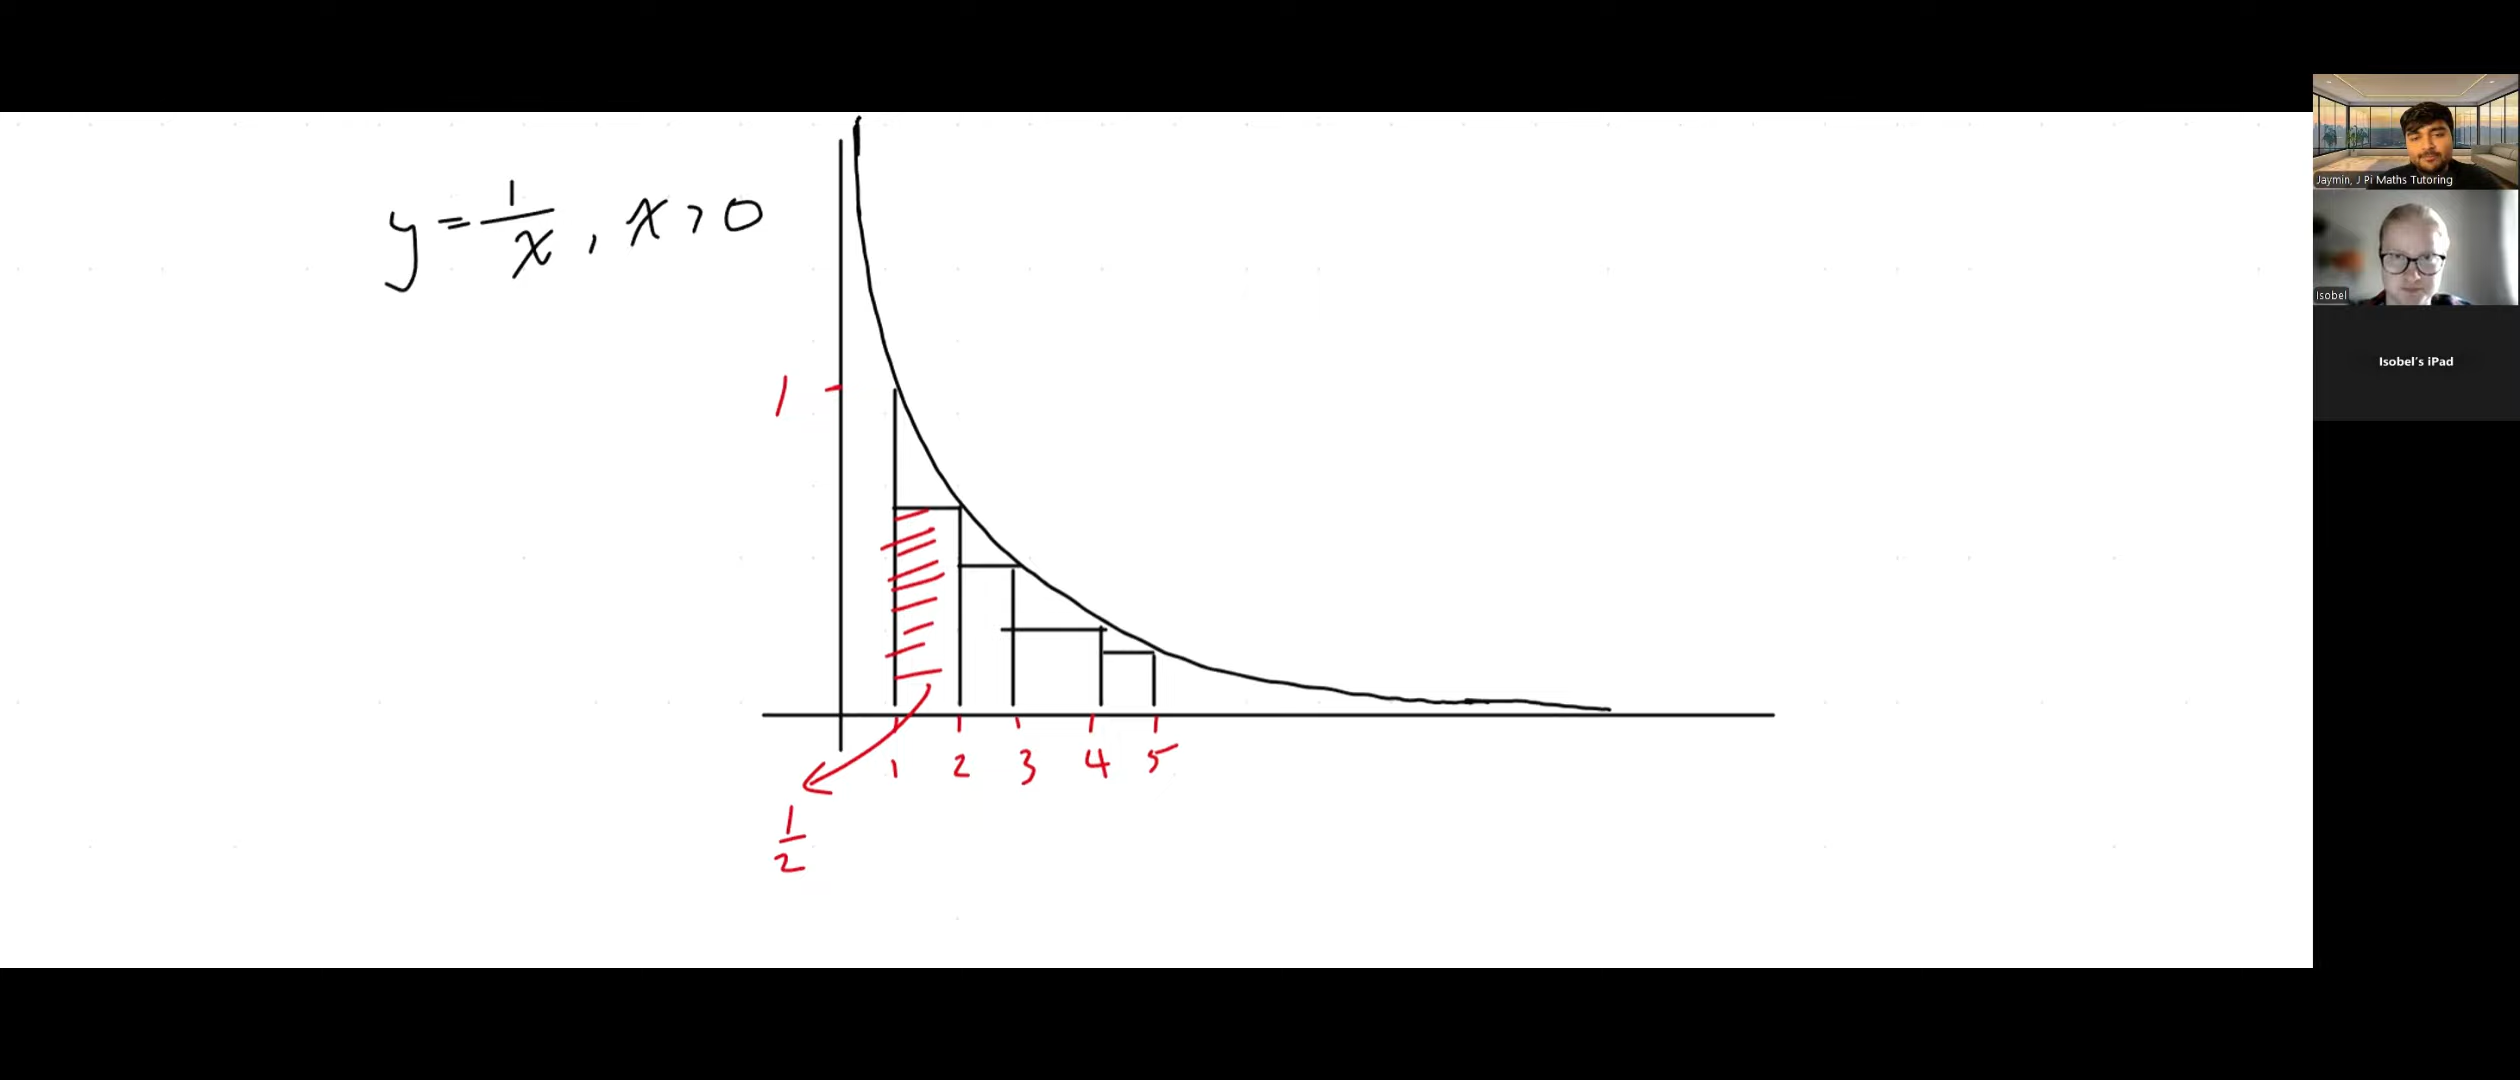 y = 1/x , x > 0
1
1 2 3 4 5
1/2
Jaymin, J Pi Maths Tutoring
Isobel
Isobel's iPad